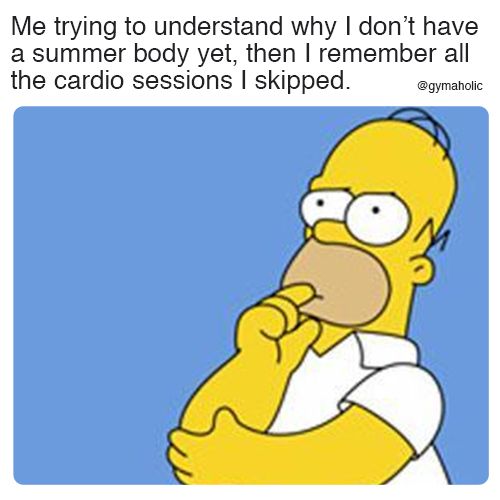 Me trying to understand why I don’t have
a summer body yet, then I remember all
the cardio sessions I skipped.
@gymaholic